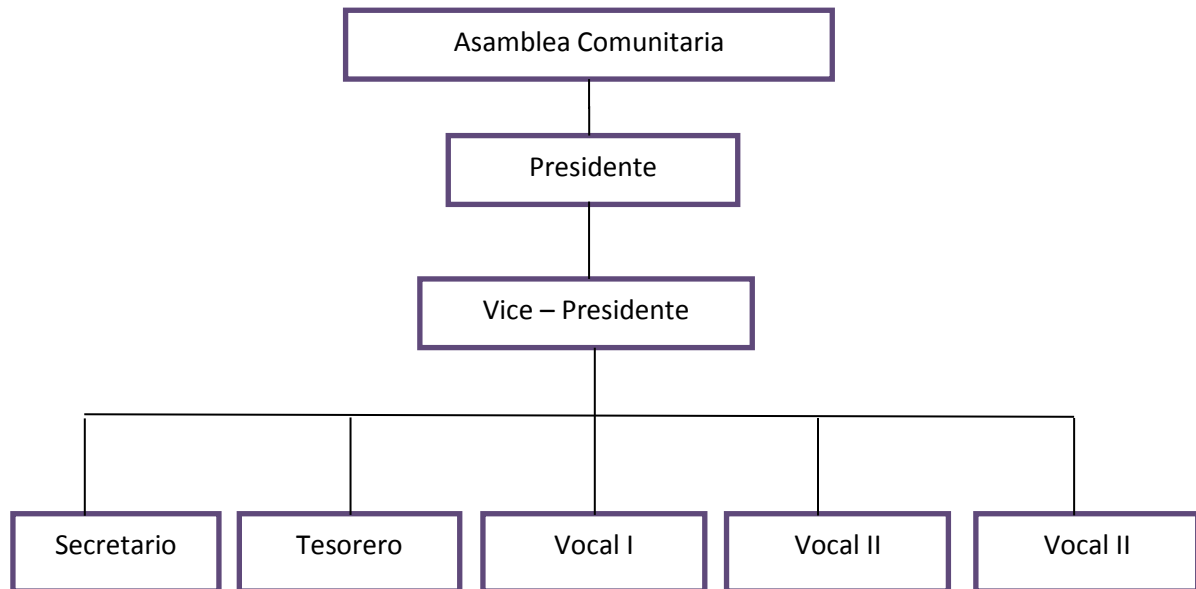 Asamblea Comunitaria
Presidente
Vice – Presidente
Secretario
Tesorero
Vocal I
Vocal II
Vocal II